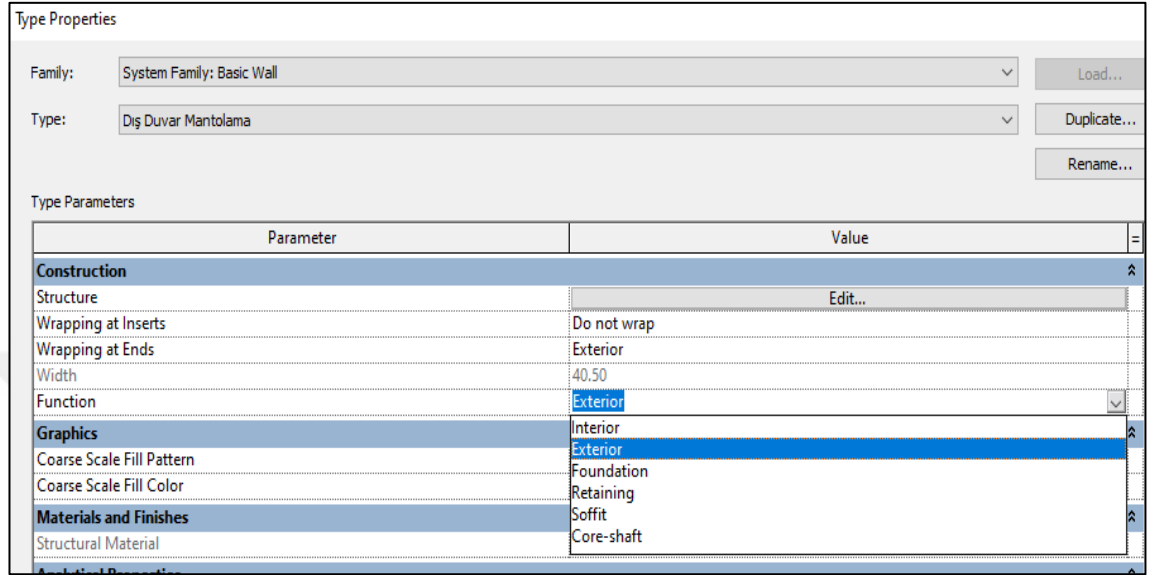 Type Properties
Family: System Family: Basic Wall Load...
Type: Dış Duvar Mantolama Duplicate...
Rename...
Type Parameters
Parameter Value =
Construction
Structure Edit...
Wrapping at Inserts Do not wrap
Wrapping at Ends Exterior
Width 40.50
Function Exterior
Graphics Interior
Exterior
Coarse Scale Fill Pattern Foundation
Coarse Scale Fill Color Retaining
Materials and Finishes Soffit
Structural Material Core-shaft
Analytical Properties